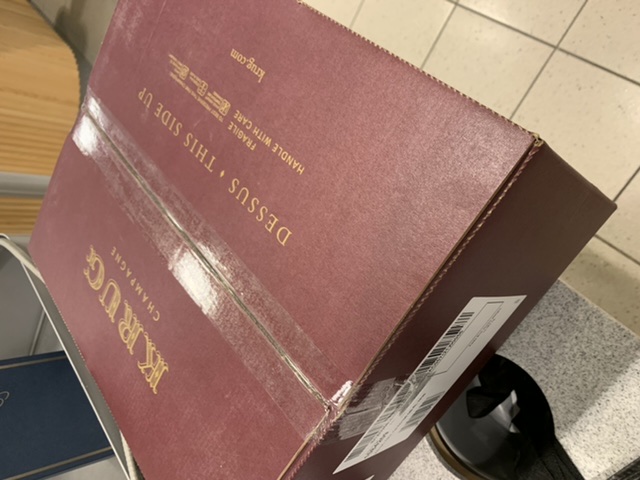 KRUG
CHAMPAGNE
DESSUS • THIS SIDE UP
FRAGILE
HANDLE WITH CARE
krug.com